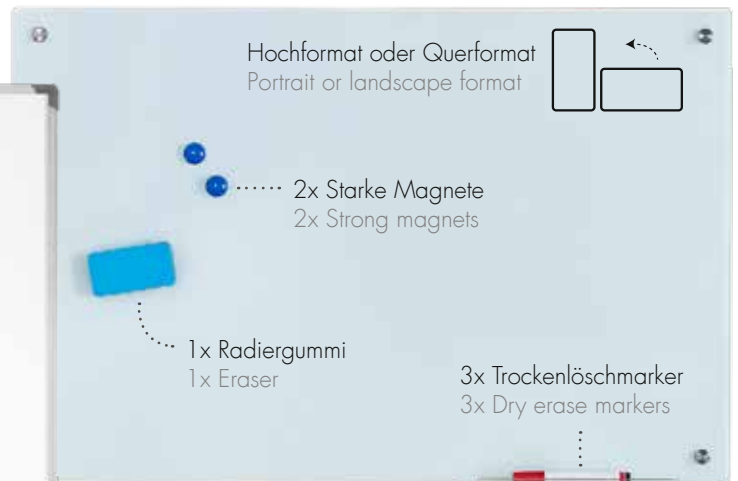 Hochformat oder Querformat
Portrait or landscape format
2x Starke Magnete
2x Strong magnets
1x Radiergummi
1x Eraser
3x Trockenlöschmarker
3x Dry erase markers